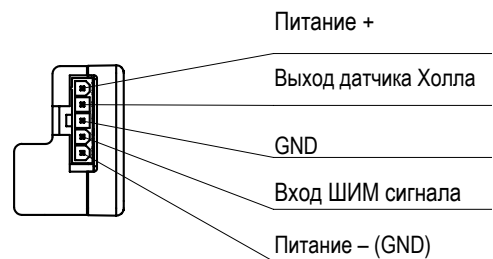 Питание +
Выход датчика Холла
GND
Вход ШИМ сигнала
Питание – (GND)